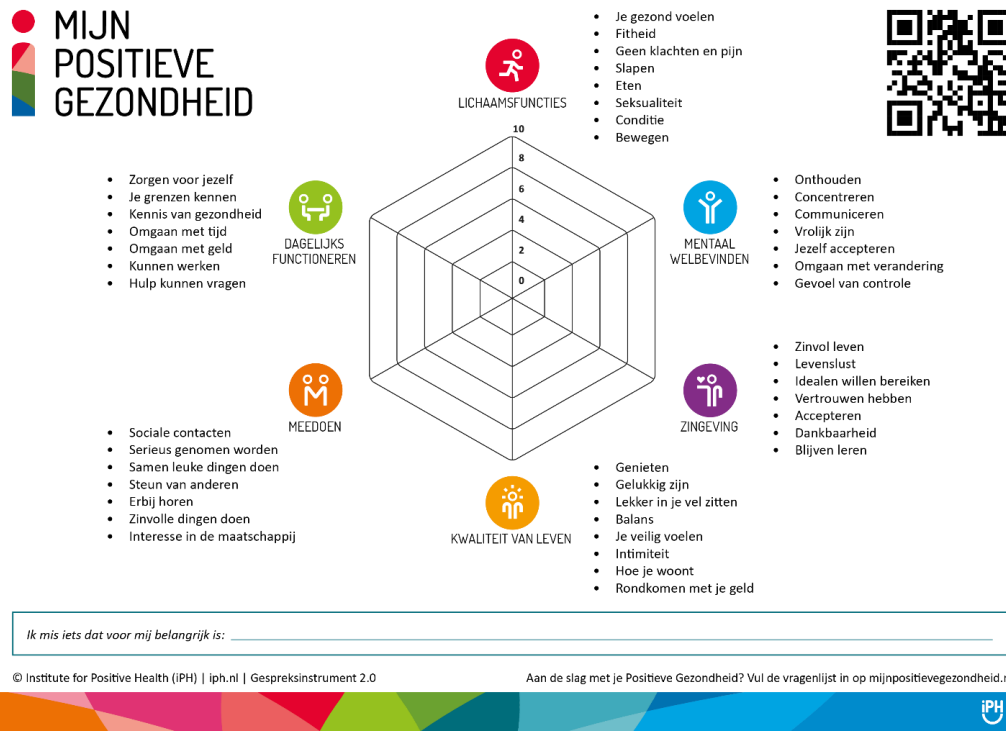 MIJN
POSITIEVE
GEZONDHEID
LICHAAMSFUNCTIES
• Je gezond voelen
• Fitheid
• Geen klachten en pijn
• Slapen
• Eten
• Seksualiteit
• Conditie
• Bewegen
10
8
6
4
2
0
• Zorgen voor jezelf
• Je grenzen kennen
• Kennis van gezondheid
• Omgaan met tijd
• Omgaan met geld
• Kunnen werken
• Hulp kunnen vragen
DAGELIJKS
FUNCTIONEREN
MENTAAL
WELBEVINDEN
• Onthouden
• Concentreren
• Communiceren
• Vrolijk zijn
• Jezelf accepteren
• Omgaan met verandering
• Gevoel van controle
MEEDOEN
• Sociale contacten
• Serieus genomen worden
• Samen leuke dingen doen
• Steun van anderen
• Erbij horen
• Zinvolle dingen doen
• Interesse in de maatschappij
ZINGEVING
• Zinvol leven
• Levenslust
• Idealen willen bereiken
• Vertrouwen hebben
• Accepteren
• Dankbaarheid
• Blijven leren
KWALITEIT VAN LEVEN
• Genieten
• Gelukkig zijn
• Lekker in je vel zitten
• Balans
• Je veilig voelen
• Intimiteit
• Hoe je woont
• Rondkomen met je geld
Ik mis iets dat voor mij belangrijk is:
© Institute for Positive Health (iPH) | iph.nl | Gespreksinstrument 2.0
Aan de slag met je Positieve Gezondheid? Vul de vragenlijst in op mijnpositievegezondheid.n
iPH